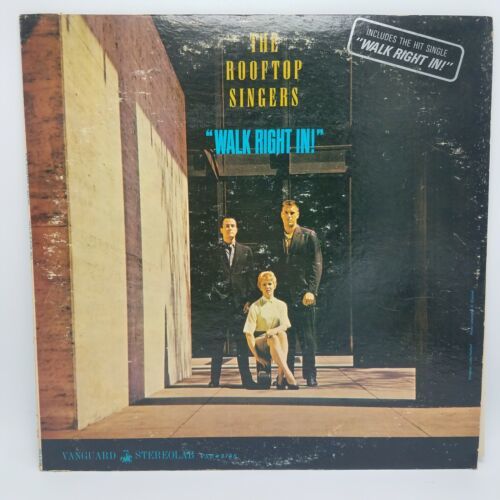 THE
ROOFTOP
SINGERS
"WALK RIGHT IN!"
INCLUDES THE HIT SINGLE
"WALK RIGHT IN!"
VANGUARD STEREOLAB